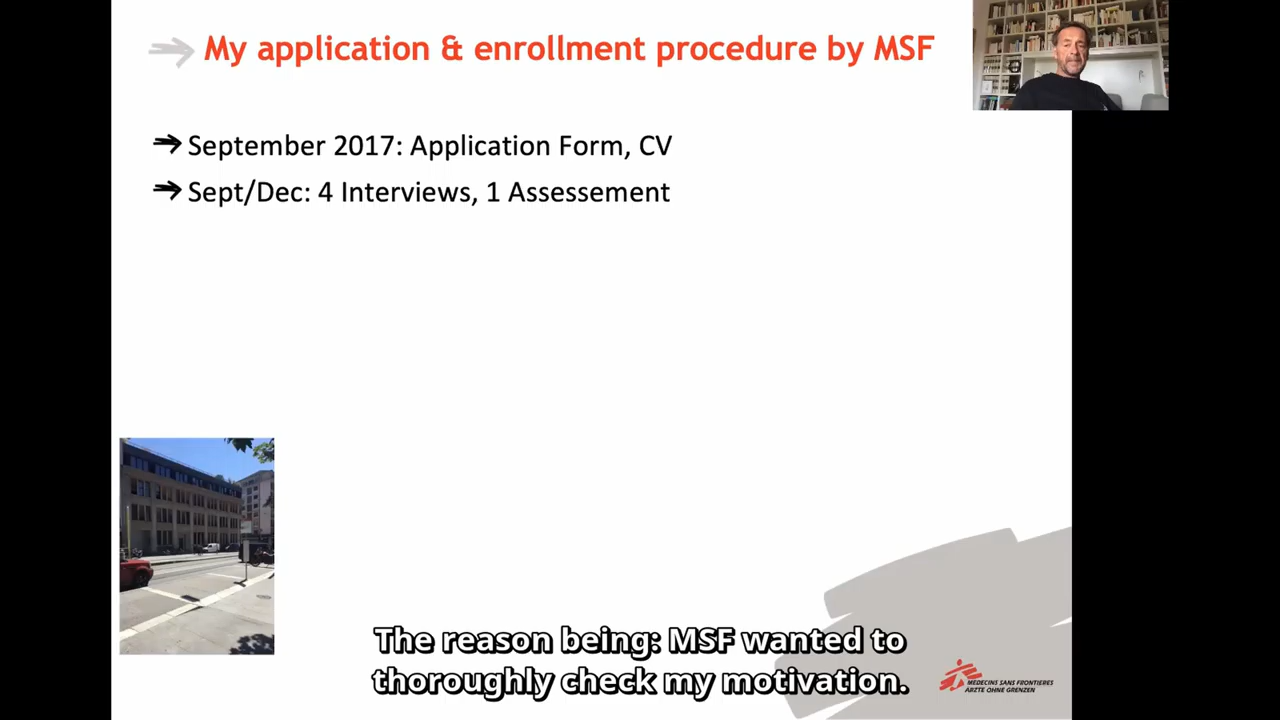 My application & enrollment procedure by MSF
September 2017: Application Form, CV
Sept/Dec: 4 Interviews, 1 Assessement
The reason being: MSF wanted to
thoroughly check my motivation.
MEDECINS SANS FRONTIERES
ÄRZTE OHNE GRENZEN